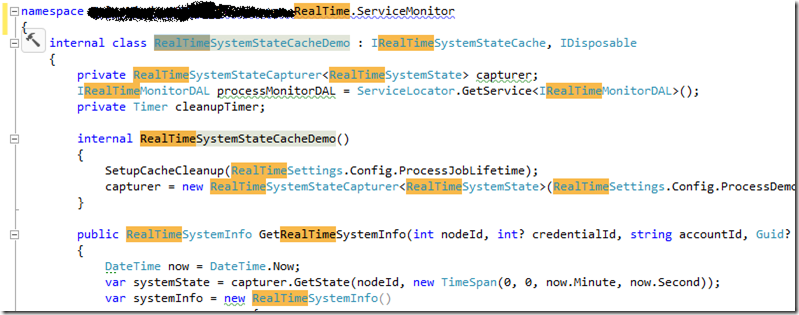 namespace RealTime.ServiceMonitor
{
internal class RealTimeSystemStateCacheDemo : IRealTimeSystemStateCache, IDisposable
{
private RealTimeSystemStateCapturer<RealTimeSystemState> capturer;
IRealTimeMonitorDAL processMonitorDAL = ServiceLocator.GetService<IRealTimeMonitorDAL>();
private Timer cleanupTimer;
internal RealTimeSystemStateCacheDemo()
{
SetupCacheCleanup(RealTimeSettings.Config.ProcessJobLifetime);
capturer = new RealTimeSystemStateCapturer<RealTimeSystemState>(RealTimeSettings.Config.ProcessDemo
}
public RealTimeSystemInfo GetRealTimeSystemInfo(int nodeId, int? credentialId, string accountId, Guid?
{
DateTime now = DateTime.Now;
var systemState = capturer.GetState(nodeId, new TimeSpan(0, 0, now.Minute, now.Second));
var systemInfo = new RealTimeSystemInfo()